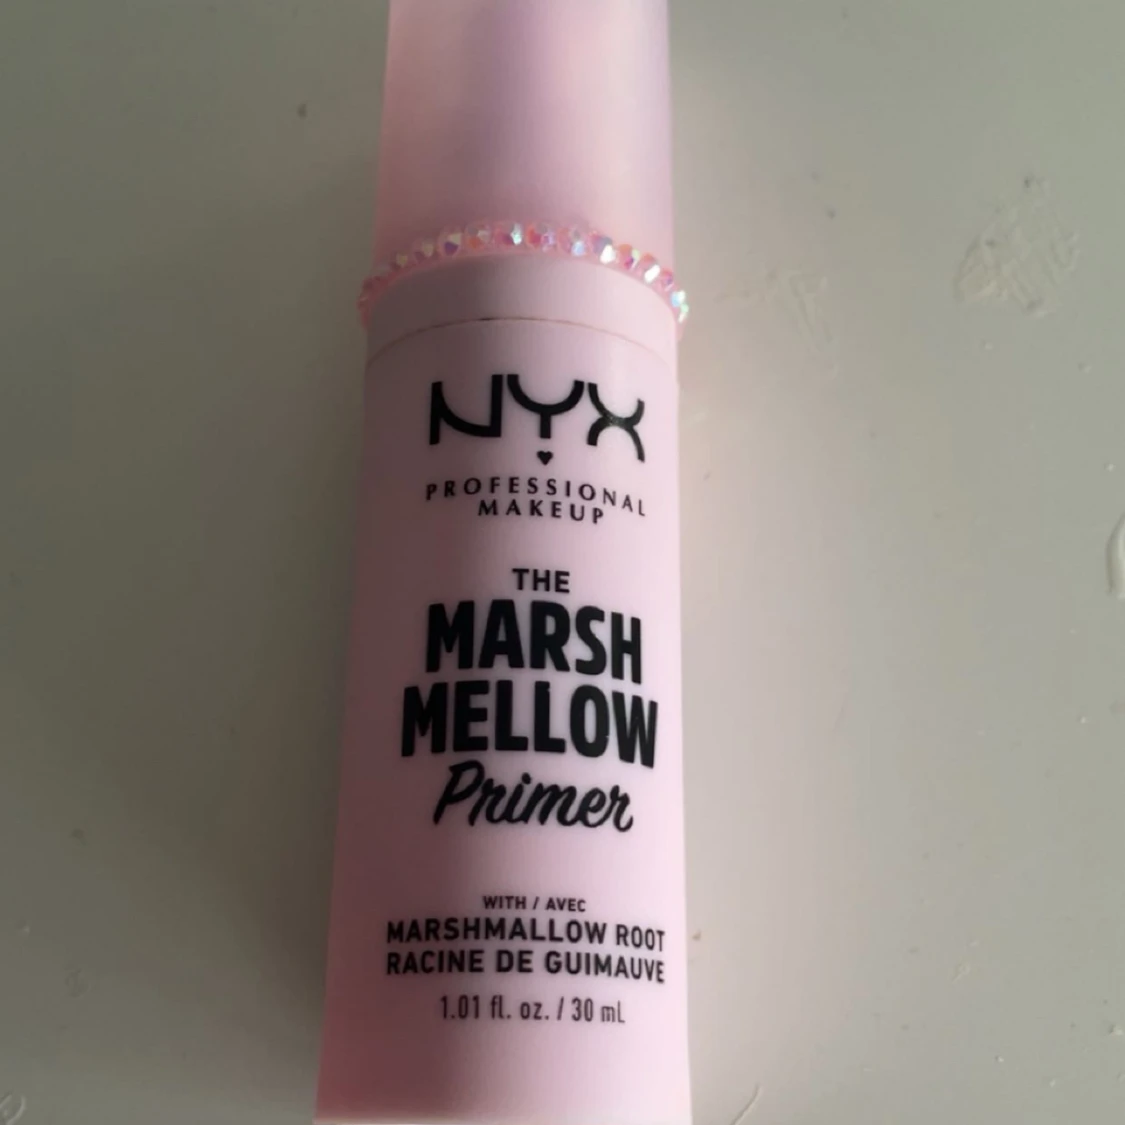 NYX
PROFESSIONAL
MAKEUP
THE
MARSH
MELLOW
Primer
WITH / AVEC
MARSHMALLOW ROOT
RACINE DE GUIMAUVE
1.01 fl. oz. / 30 mL